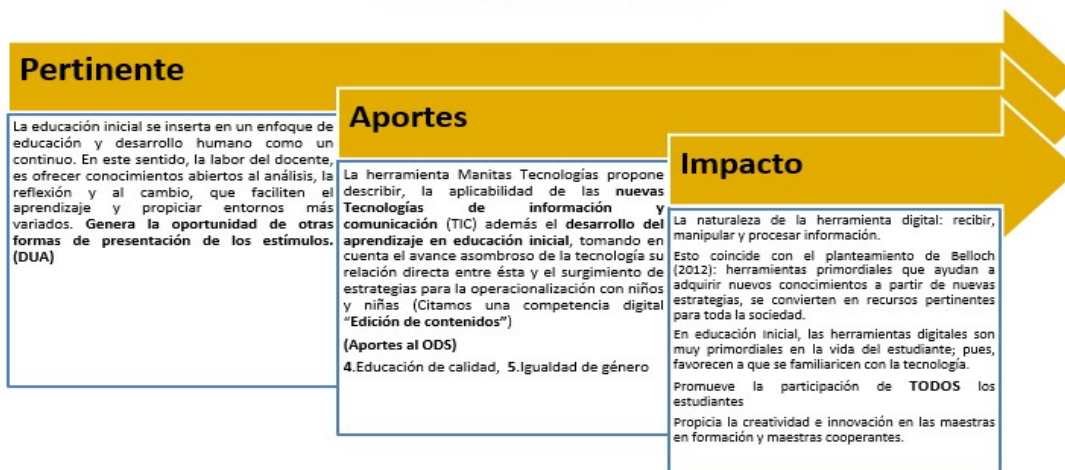 Pertinente
La educación inicial se inserta en un enfoque de
educación y desarrollo humano como un
continuo. En este sentido, la labor del docente,
es ofrecer conocimientos abiertos al análisis, la
reflexión y al cambio, que faciliten el
aprendizaje y propiciar entornos más
variados. Genera la oportunidad de otras
formas de presentación de los estímulos.
(DUA)
Aportes
La herramienta Manitas Tecnologías propone
describir, la aplicabilidad de las nuevas
Tecnologías de información y
comunicación (TIC) además el desarrollo del
aprendizaje en educación inicial, tomando en
cuenta el avance asombroso de la tecnología su
relación directa entre ésta y el surgimiento de
estrategias para la operacionalización con niños
y niñas (Citamos una competencia digital
“Edición de contenidos”)
(Aportes al ODS)
4.Educación de calidad, 5.Igualdad de género
Impacto
La naturaleza de la herramienta digital: recibir,
manipular y procesar información.
Esto coincide con el planteamiento de Belloch
(2012): herramientas primordiales que ayudan a
adquirir nuevos conocimientos a partir de nuevas
estrategias, se convierten en recursos pertinentes
para toda la sociedad.
En educación Inicial, las herramientas digitales son
muy primordiales en la vida del estudiante; pues,
favorecen a que se familiaricen con la tecnología.
Promueve la participación de TODOS los
estudiantes
Propicia la creatividad e innovación en las maestras
en formación y maestras cooperantes.